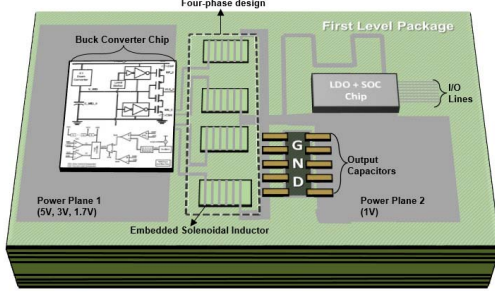 Four-phase design
First Level Package
Buck Converter Chip
LDO + SOC
Chip
I/O
Lines
G
N
D
Output
Capacitors
Power Plane 1
(5V, 3V, 1.7V)
Power Plane 2
(1V)
Embedded Solenoidal Inductor